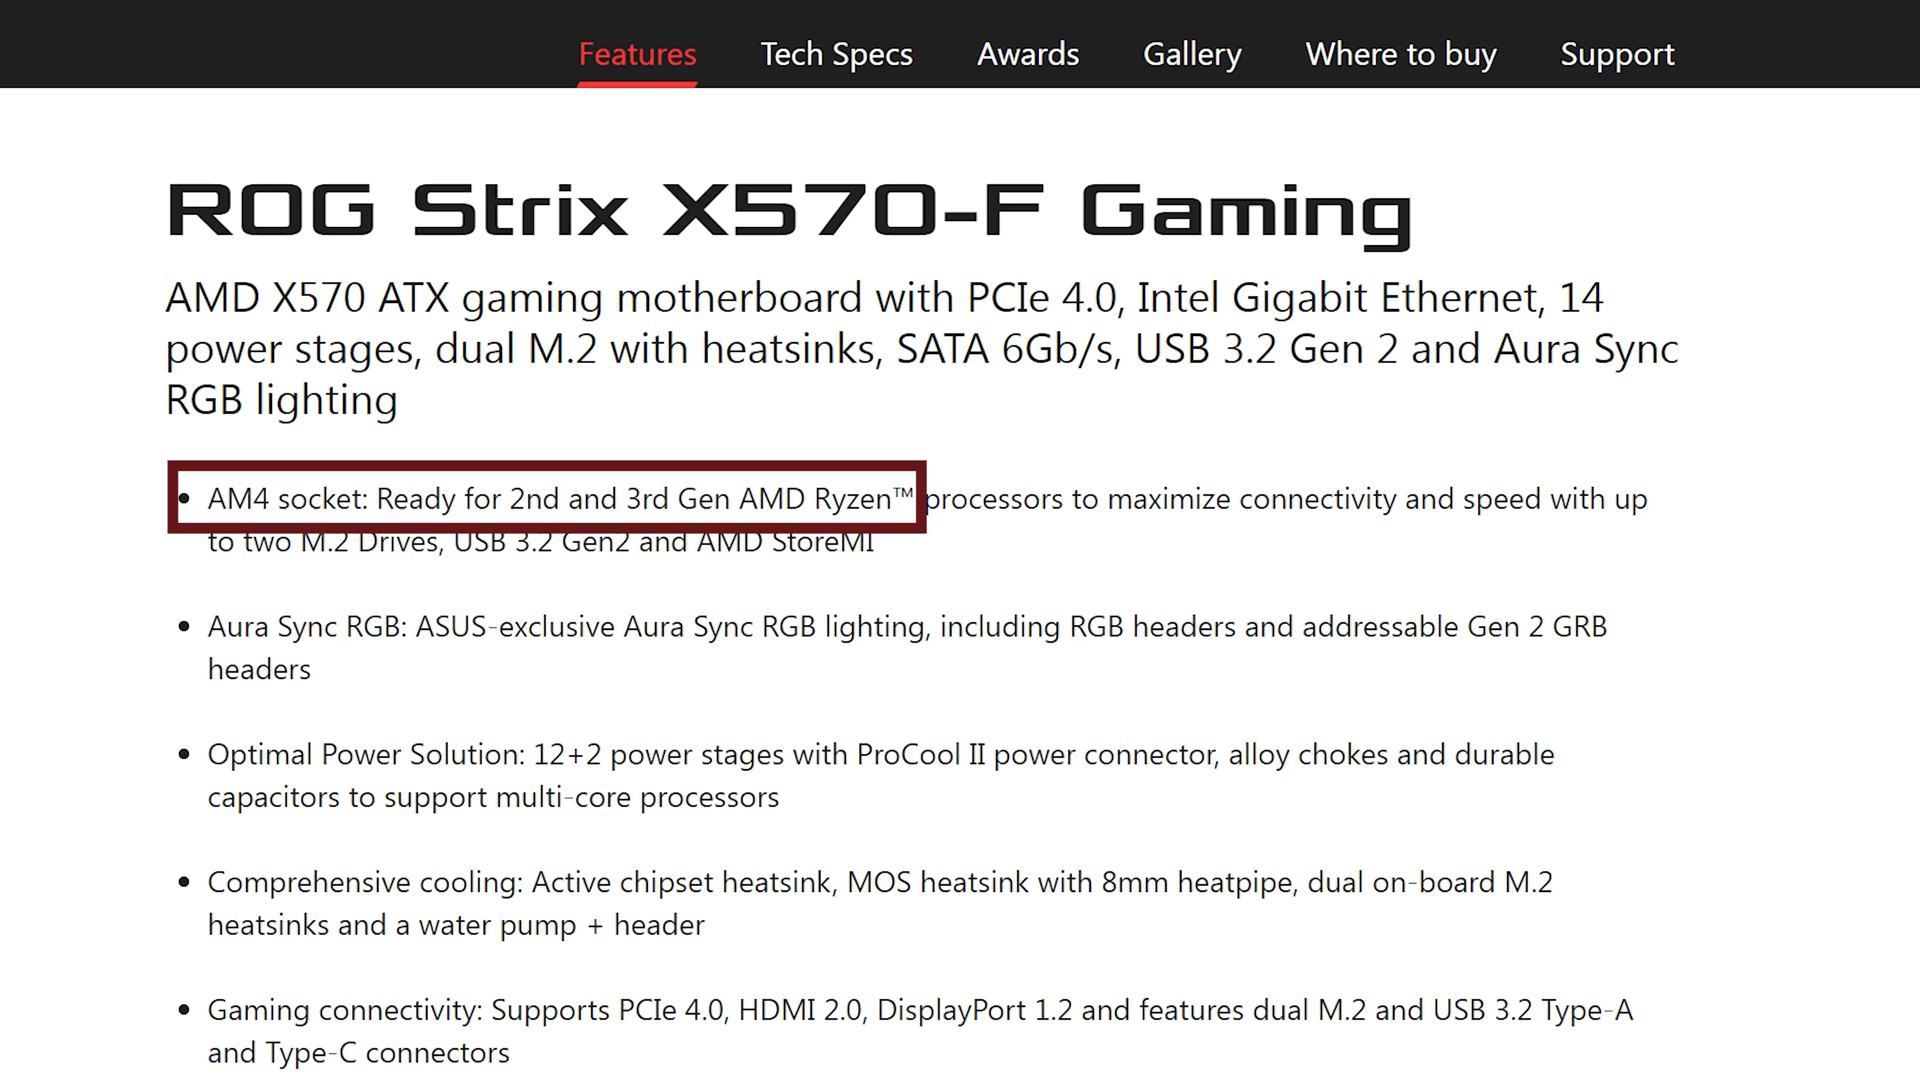 Features Tech Specs Awards Gallery Where to buy Support
ROG Strix X570-F Gaming
AMD X570 ATX gaming motherboard with PCIe 4.0, Intel Gigabit Ethernet, 14
power stages, dual M.2 with heatsinks, SATA 6Gb/s, USB 3.2 Gen 2 and Aura Sync
RGB lighting
• AM4 socket: Ready for 2nd and 3rd Gen AMD Ryzen™ processors to maximize connectivity and speed with up
to two M.2 Drives, USB 3.2 Gen2 and AMD StoreMI
• Aura Sync RGB: ASUS-exclusive Aura Sync RGB lighting, including RGB headers and addressable Gen 2 GRB
headers
• Optimal Power Solution: 12+2 power stages with ProCool II power connector, alloy chokes and durable
capacitors to support multi-core processors
• Comprehensive cooling: Active chipset heatsink, MOS heatsink with 8mm heatpipe, dual on-board M.2
heatsinks and a water pump + header
• Gaming connectivity: Supports PCIe 4.0, HDMI 2.0, DisplayPort 1.2 and features dual M.2 and USB 3.2 Type-A
and Type-C connectors